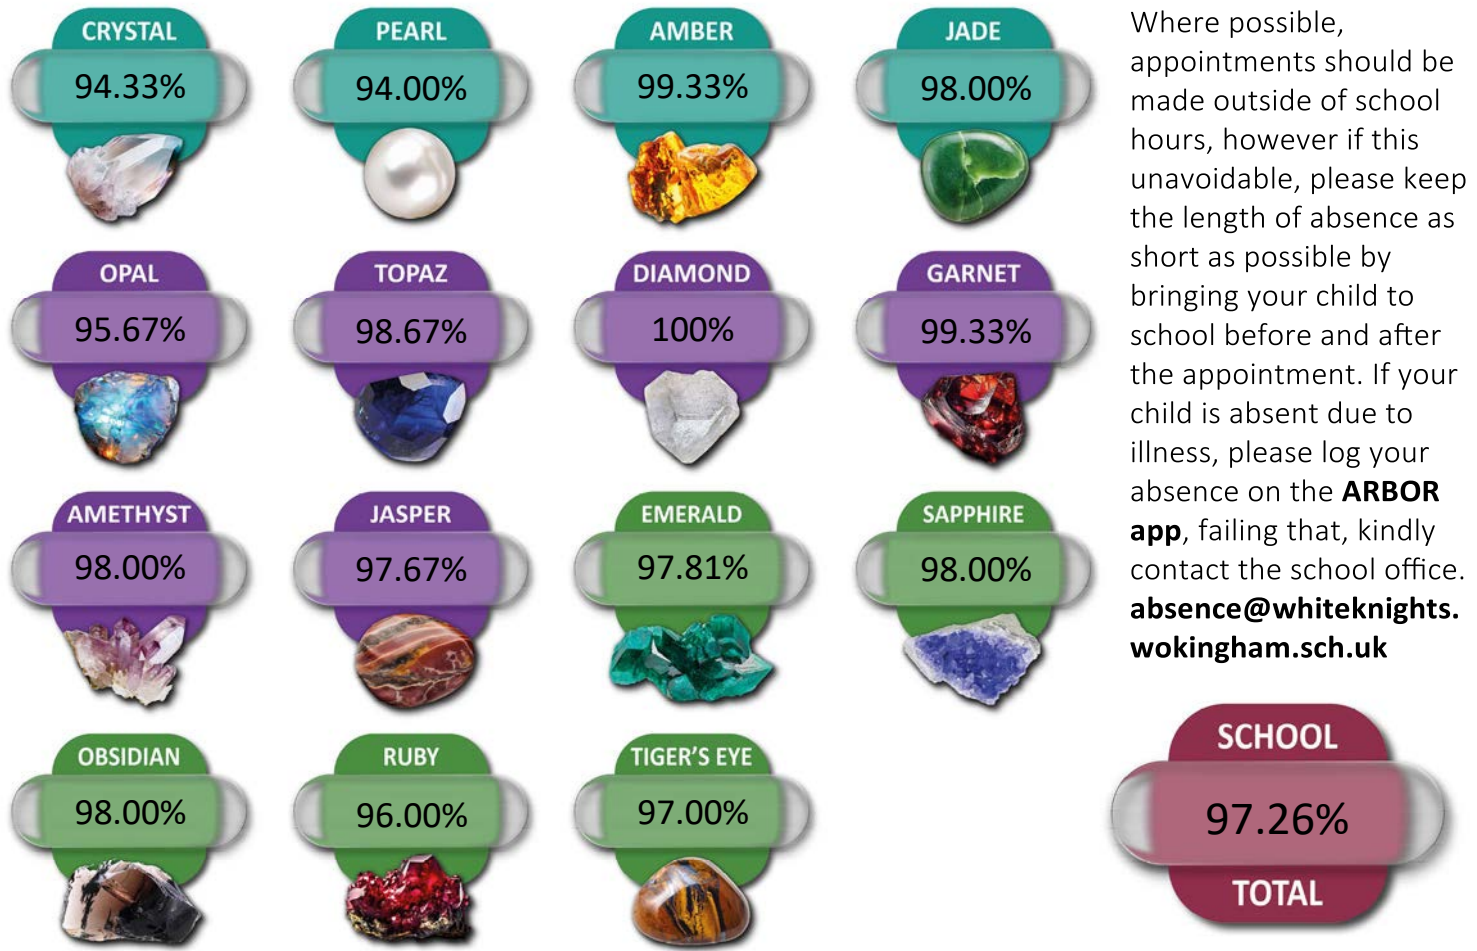 CRYSTAL
94.33%
PEARL
94.00%
AMBER
99.33%
JADE
98.00%
OPAL
95.67%
TOPAZ
98.67%
DIAMOND
100%
GARNET
99.33%
AMETHYST
98.00%
JASPER
97.67%
EMERALD
97.81%
SAPPHIRE
98.00%
OBSIDIAN
98.00%
RUBY
96.00%
TIGER'S EYE
97.00%
Where possible,
appointments should be
made outside of school
hours, however if this
unavoidable, please keep
the length of absence as
short as possible by
bringing your child to
school before and after
the appointment. If your
child is absent due to
illness, please log your
absence on the ARBOR
app, failing that, kindly
contact the school office.
absence@whiteknights.
wokingham.sch.uk
SCHOOL
97.26%
TOTAL